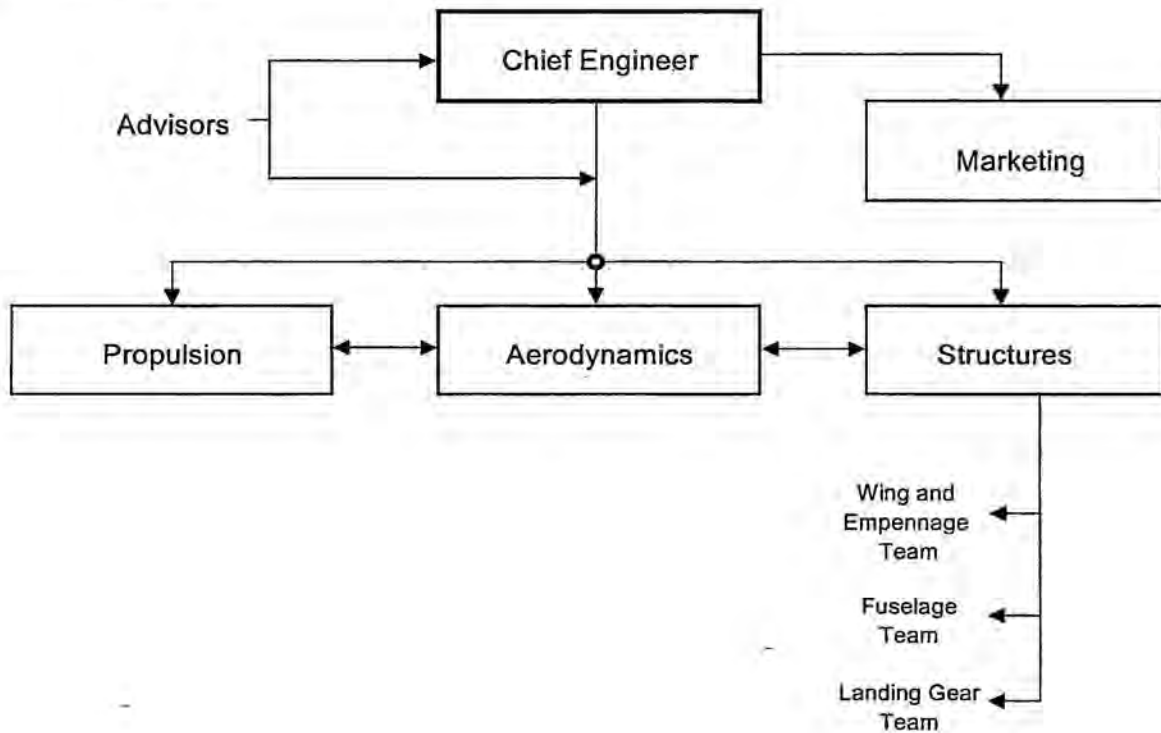 Chief Engineer
Advisors
Marketing
Propulsion
Aerodynamics
Structures
Wing and
Empennage
Team
Fuselage
Team
Landing Gear
Team